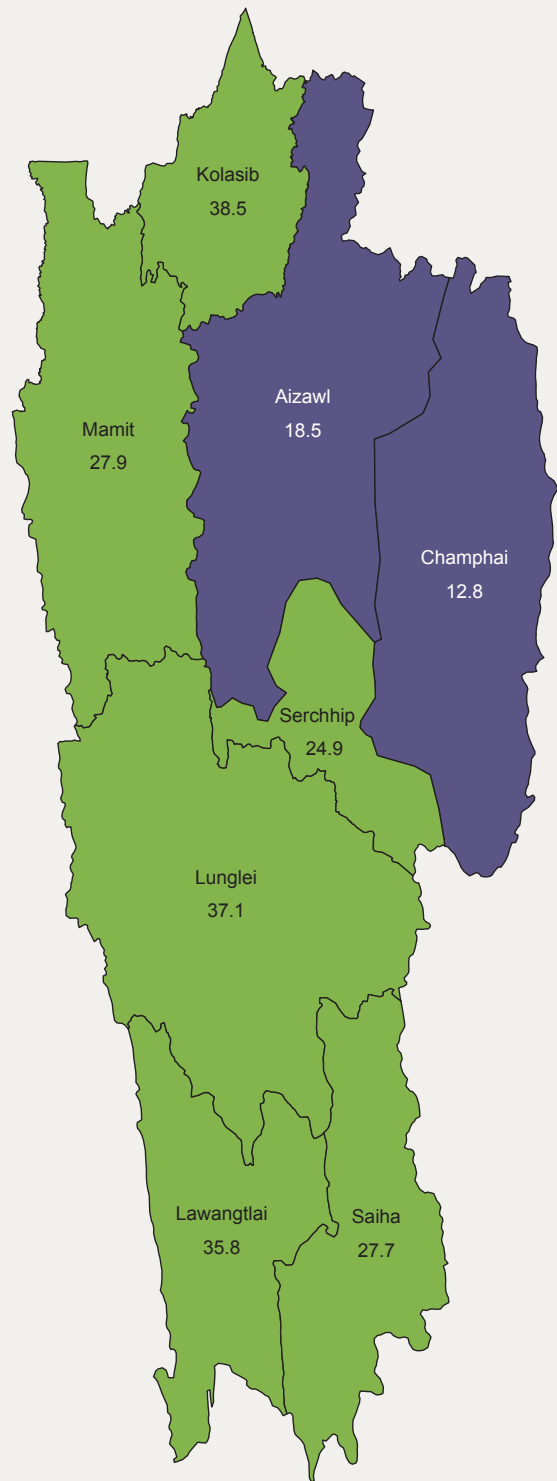 Kolasib
38.5
Aizawl
18.5
Mamit
27.9
Champhai
12.8
Serchhip
24.9
Lunglei
37.1
Lawangtlai
35.8
Saiha
27.7